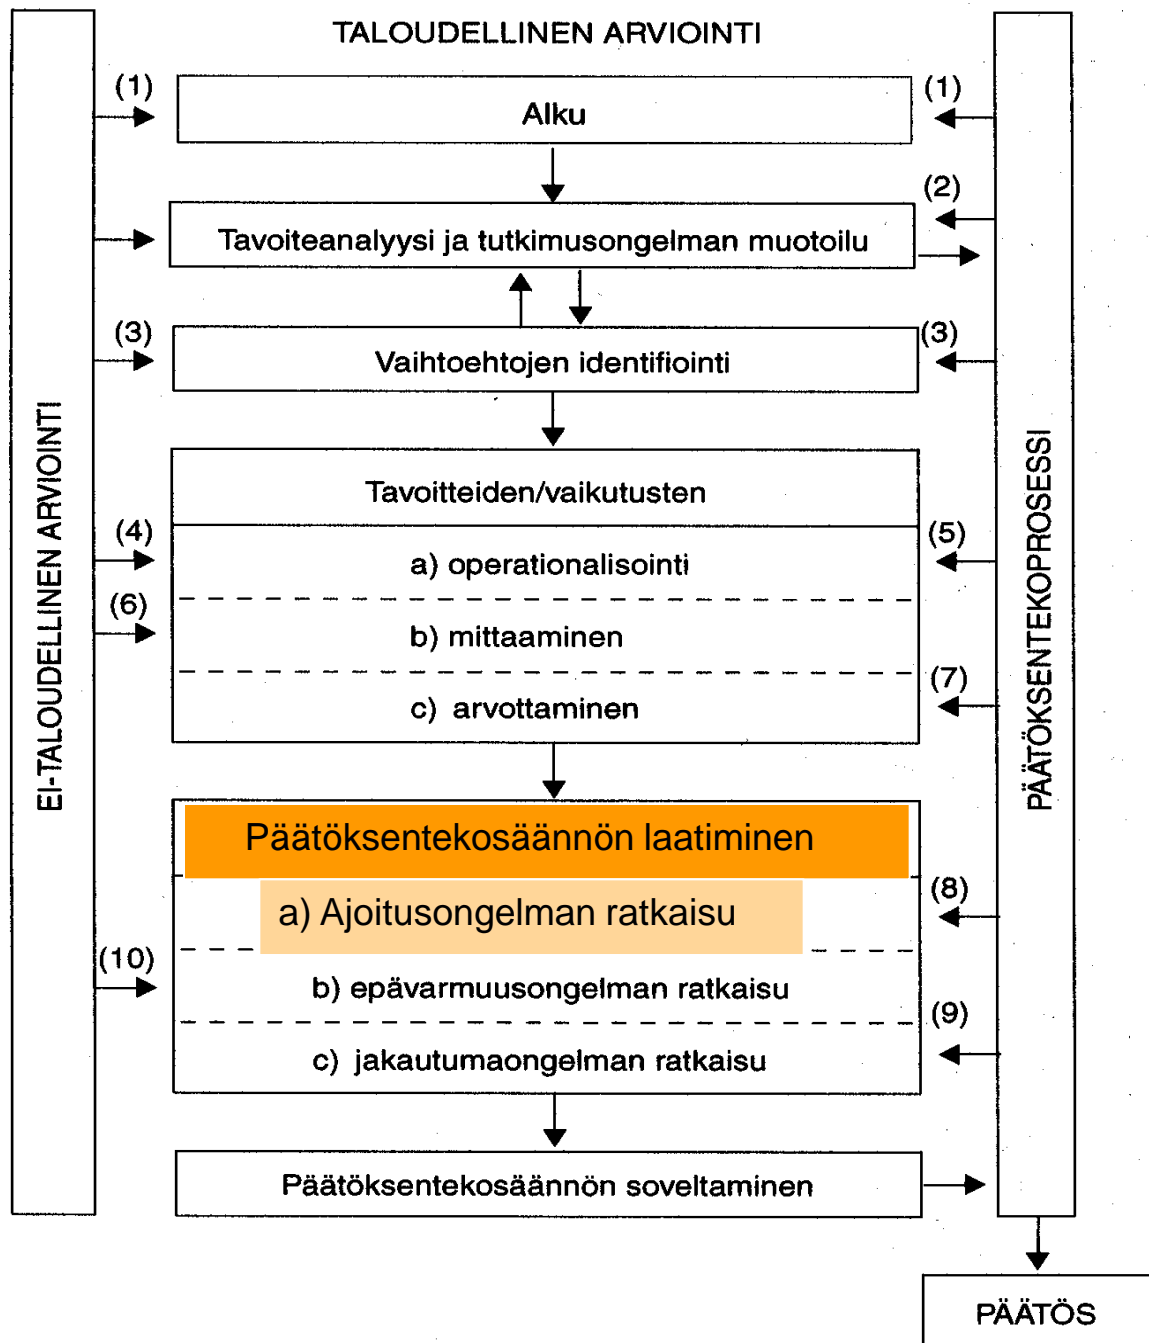 TALOUDELLINEN ARVIOINTI
(1)
Alku
(1)
(2)
Tavoiteanalyysi ja tutkimusongelman muotoilu
(3)
Vaihtoehtojen identifiointi
(3)
Tavoitteiden/vaikutusten
(4)
a) operationalisointi
(5)
(6)
b) mittaaminen
c) arvottaminen
(7)
Päätöksentekosäännön laatiminen
a) Ajoitusongelman ratkaisu
(8)
(10)
b) epävarmuusongelman ratkaisu
(9)
c) jakautumaongelman ratkaisu
Päätöksentekosäännön soveltaminen
EI-TALOUDELLINEN ARVIOINTI
PÄÄTÖKSENTEKOPROSESSI
PÄÄTÖS